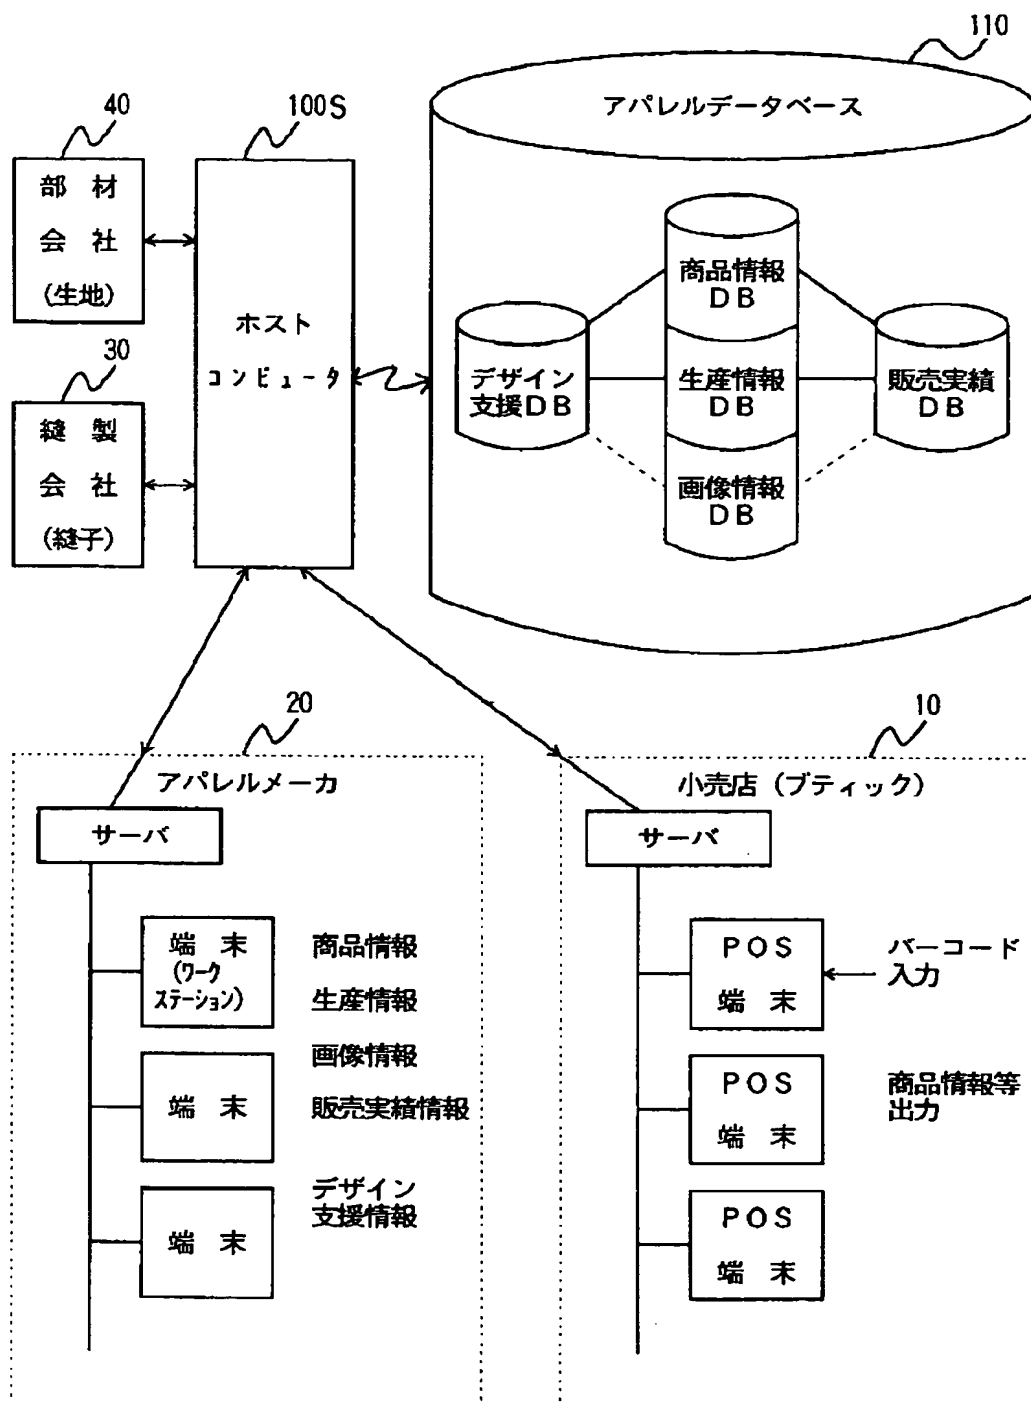 110
アパレルデータベース
40
100S
部 材
会 社
(生地)
ホスト
コンピュータ
30
縫 製
会 社
(縫子)
商品情報
DB
デザイン
支援DB
生産情報
DB
販売実績
DB
画像情報
DB
20
アパレルメーカ
サーバ
端 末
(ワーク
ステーション)
端 末
端 末
商品情報
生産情報
画像情報
販売実績情報
デザイン
支援情報
10
小売店(ブティック)
サーバ
POS
端 末
バーコード
入力
POS
端 末
商品情報等
出力
POS
端 末